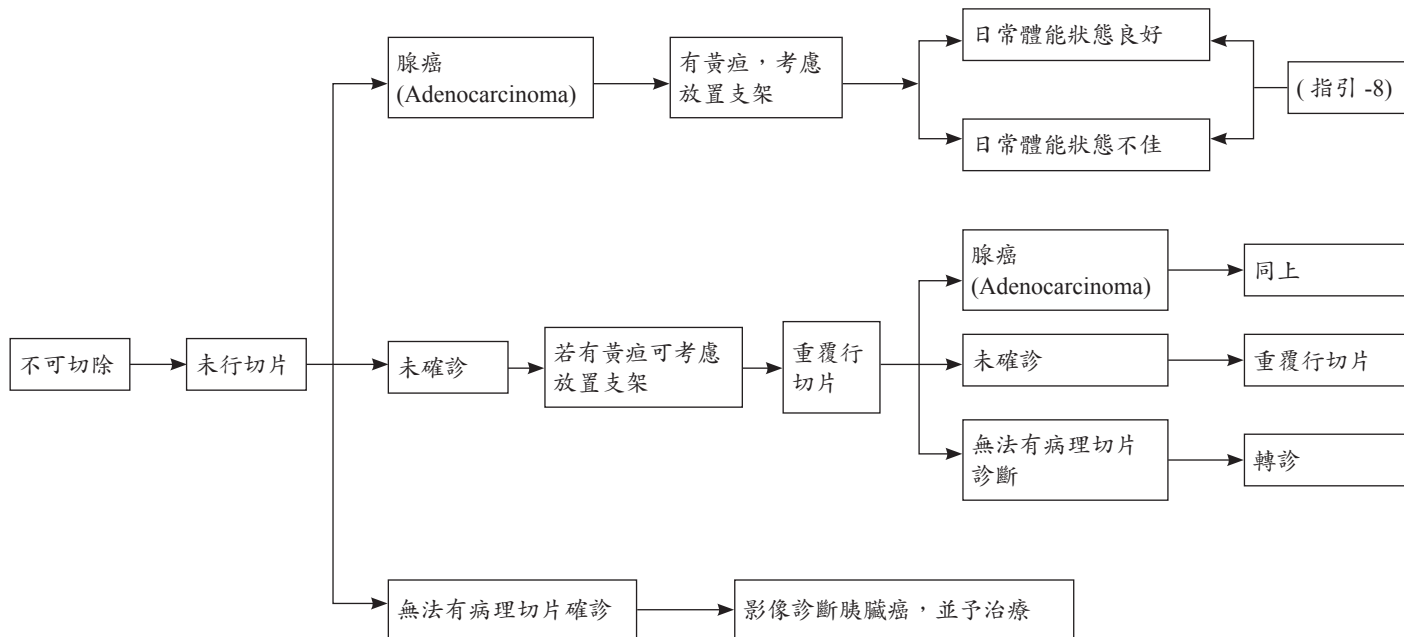 腺癌
(Adenocarcinoma)
有黃疸，考慮
放置支架
日常體能狀態良好
日常體能狀態不佳
(指引 -8)
不可切除
未行切片
未確診
若有黃疸可考慮
放置支架
重覆行
切片
腺癌
(Adenocarcinoma)
同上
未確診
重覆行切片
無法有病理切片
診斷
轉診
無法有病理切片確診
影像診斷胰臟癌，並予治療